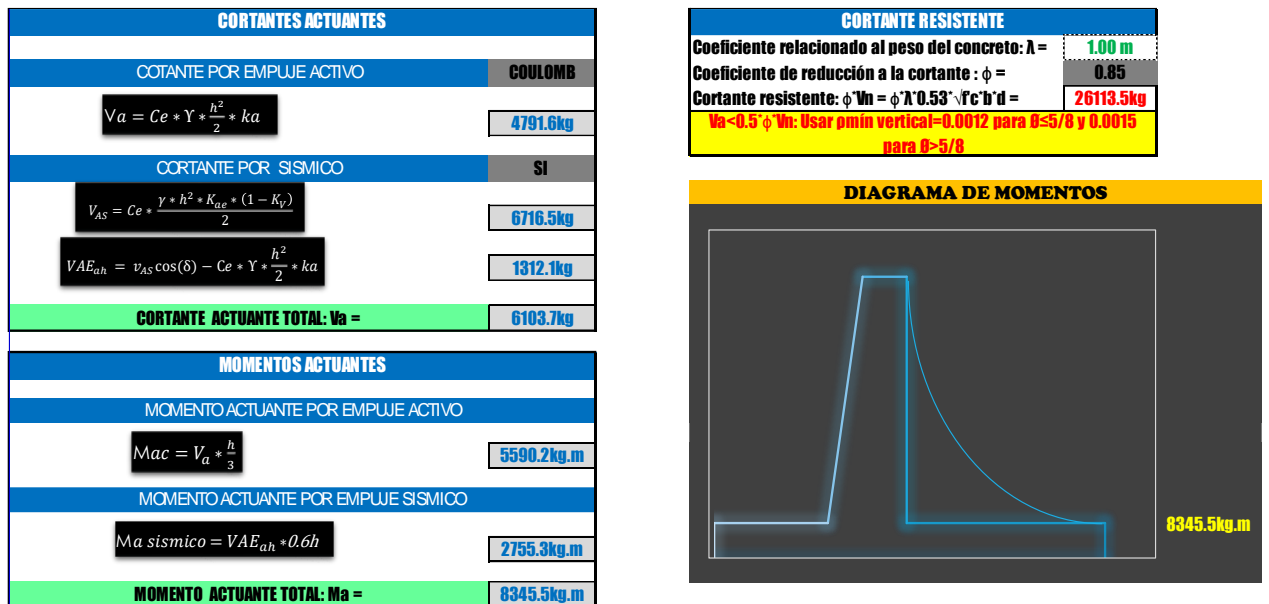 CORTANTES ACTUANTES
COTANTE POR EMPUJE ACTIVO COULOMB
Va = Ce * ϒ * h²/2 * ka
4791.6kg
CORTANTE POR SISMICO SI
V_AS = Ce * γ * h² * K_ae * (1 − K_V)/2
6716.5kg
VAE_ah = v_AS cos(δ) − Ce * ϒ * h²/2 * ka
1312.1kg
CORTANTE ACTUANTE TOTAL: Va = 6103.7kg
MOMENTOS ACTUANTES
MOMENTO ACTUANTE POR EMPUJE ACTIVO
Mac = V_a * h/3
5590.2kg.m
MOMENTO ACTUANTE POR EMPUJE SISMICO
Ma sismico = VAE_ah *0.6h
2755.3kg.m
MOMENTO ACTUANTE TOTAL: Ma = 8345.5kg.m
CORTANTE RESISTENTE
Coeficiente relacionado al peso del concreto: λ = 1.00 m
Coeficiente de reducción a la cortante : ϕ = 0.85
Cortante resistente: ϕ*Vn = ϕ*λ*0.53*√f'c*b*d = 26113.5kg
Va<0.5*ϕ*Vn: Usar ρmín vertical=0.0012 para Ø≤5/8 y 0.0015
para Ø>5/8
DIAGRAMA DE MOMENTOS
8345.5kg.m